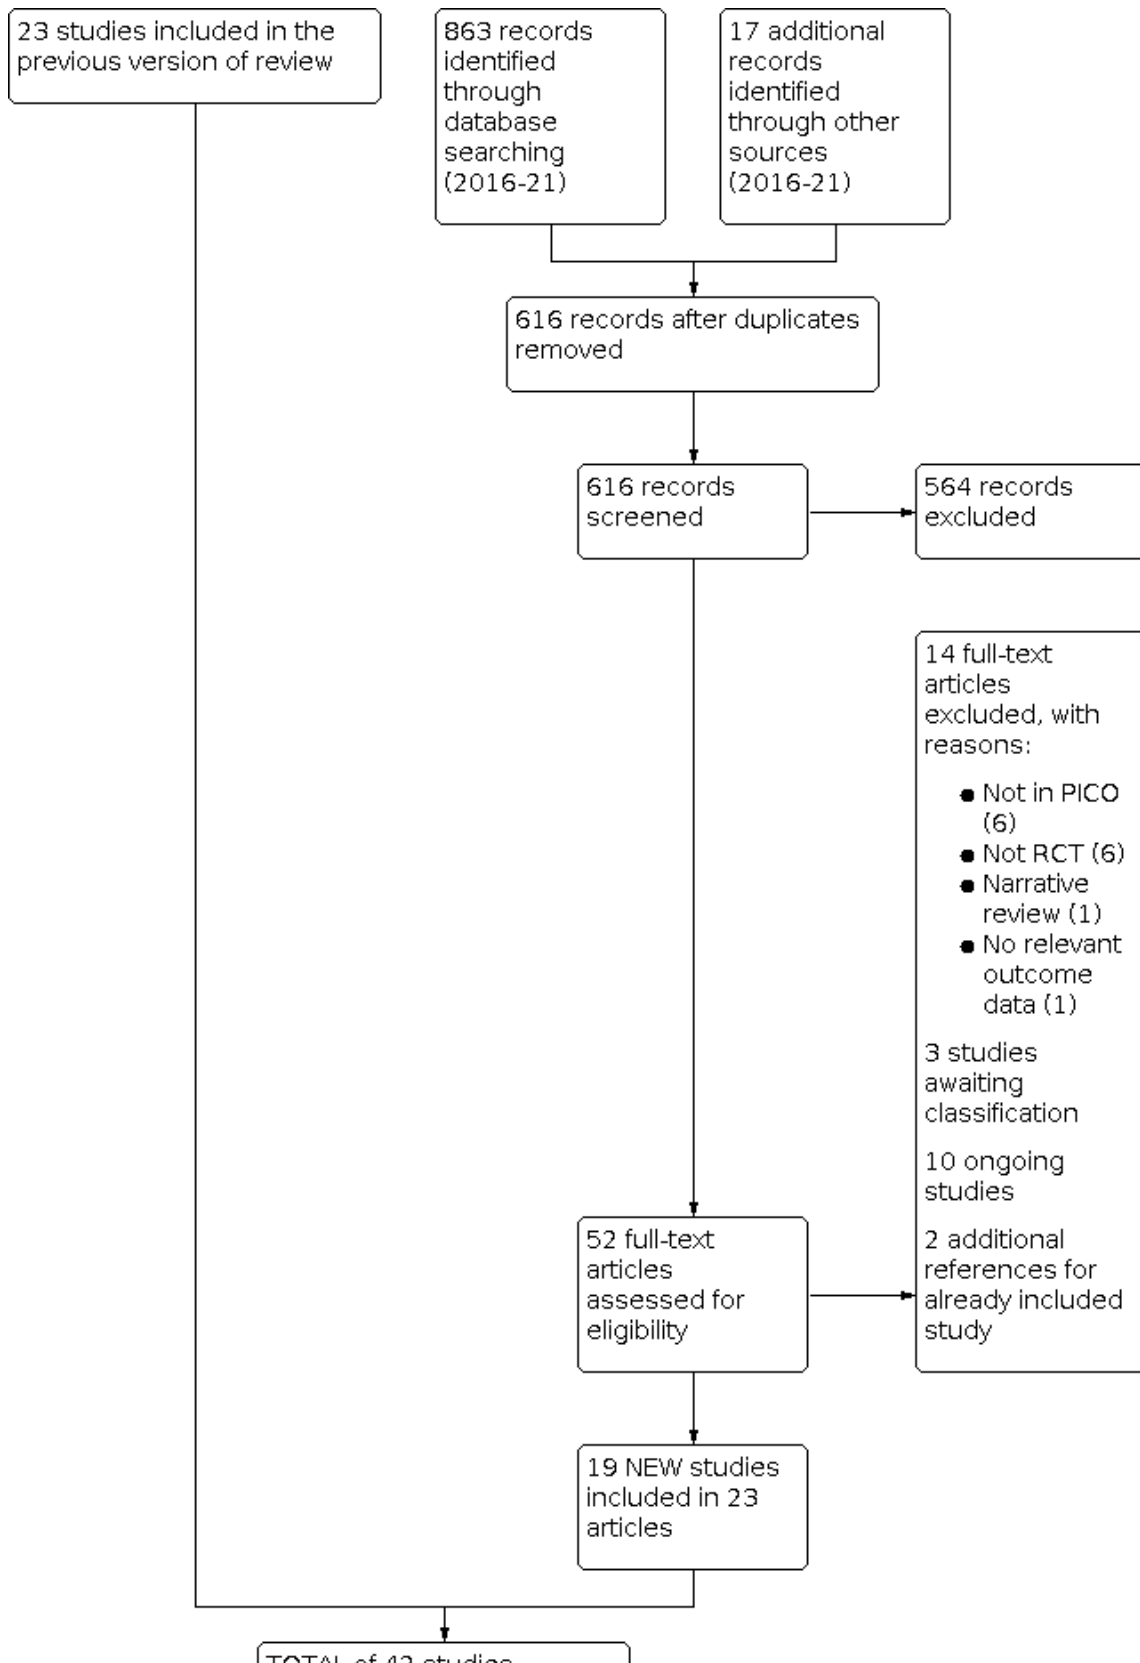 23 studies included in the
previous version of review
863 records
identified
through
database
searching
(2016-21)
17 additional
records
identified
through other
sources
(2016-21)
616 records after duplicates
removed
616 records
screened
564 records
excluded
14 full-text
articles
excluded, with
reasons:
● Not in PICO
(6)
● Not RCT (6)
● Narrative
review (1)
● No relevant
outcome
data (1)
3 studies
awaiting
classification
10 ongoing
studies
2 additional
references for
already included
study
52 full-text
articles
assessed for
eligibility
19 NEW studies
included in 23
articles
TOTAL of 42 studies